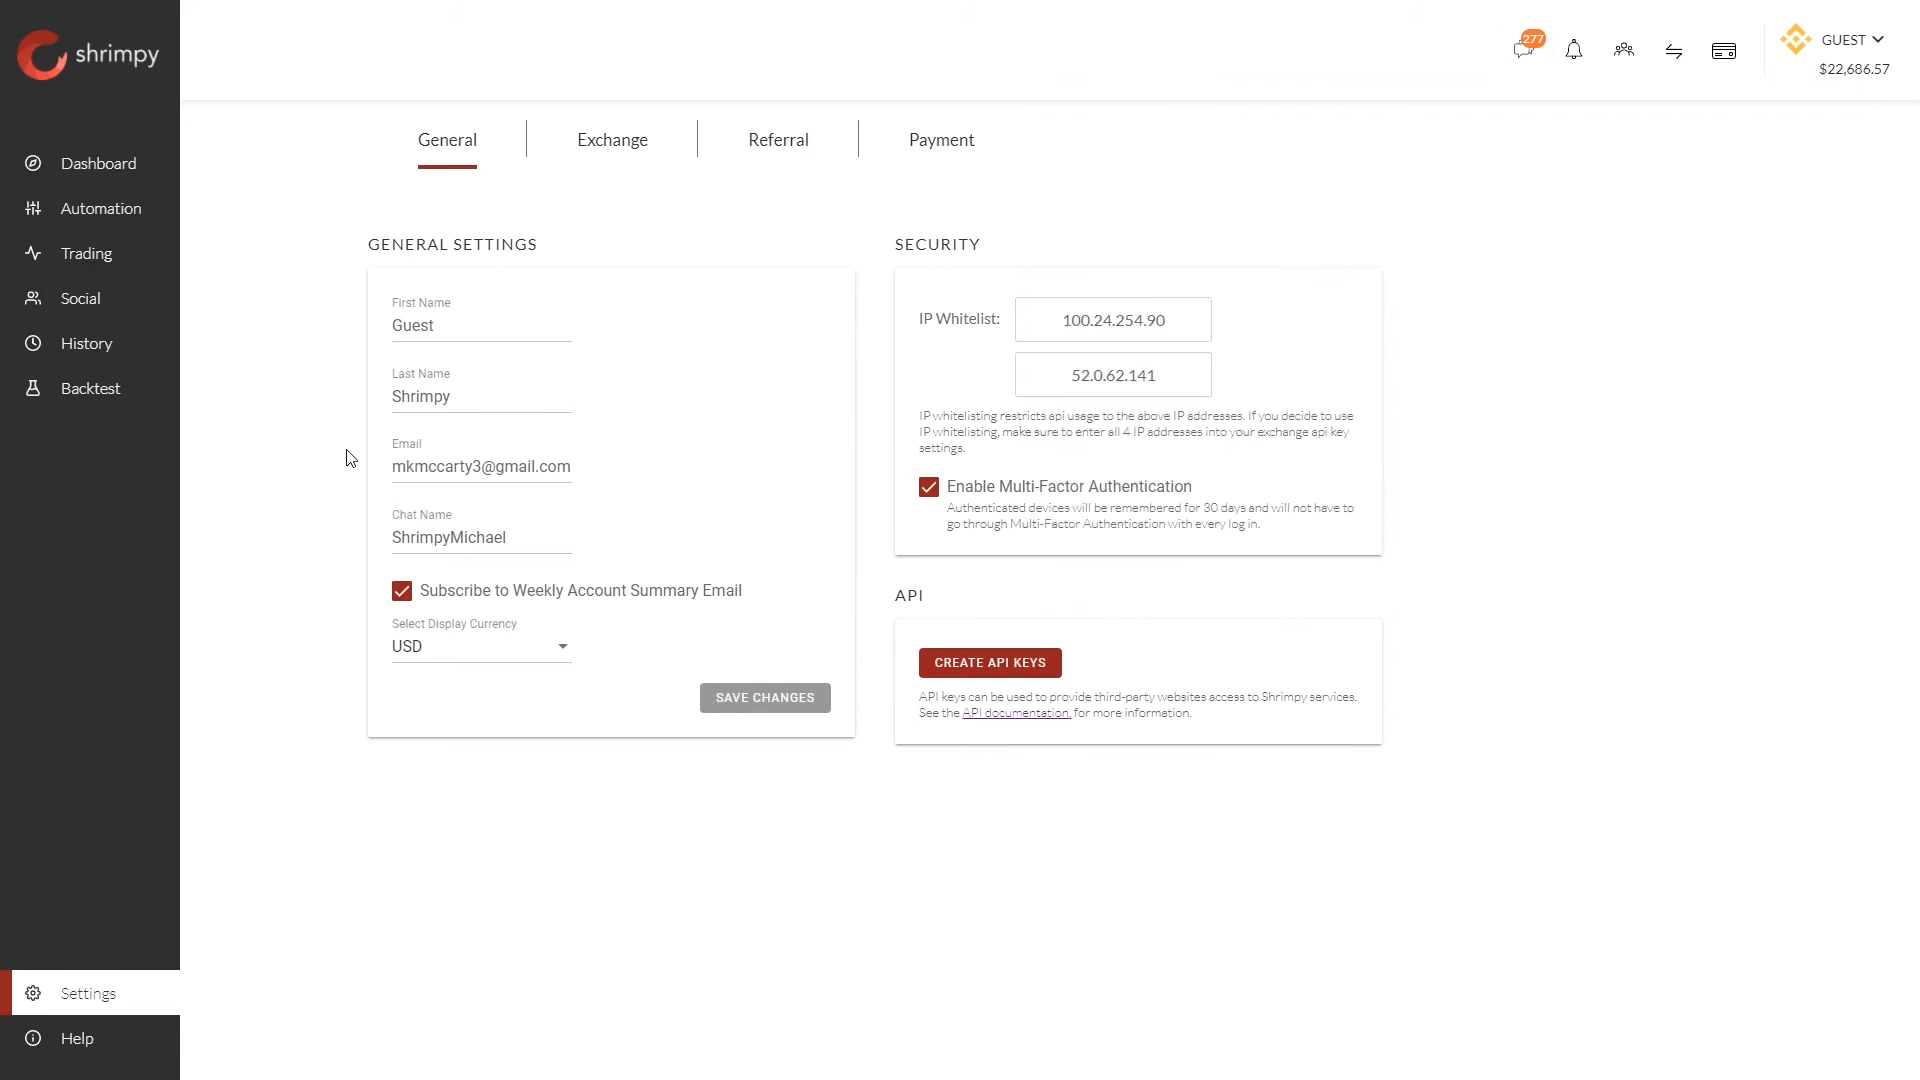 shrimpy
Dashboard
Automation
Trading
Social
History
Backtest
Settings
Help
277
GUEST
$22,686.57
General
Exchange
Referral
Payment
GENERAL SETTINGS
First Name
Guest
Last Name
Shrimpy
Email
mkmccarty3@gmail.com
Chat Name
ShrimpyMichael
Subscribe to Weekly Account Summary Email
Select Display Currency
USD
SAVE CHANGES
SECURITY
IP Whitelist:
100.24.254.90
52.0.62.141
IP whitelisting restricts api usage to the above IP addresses. If you decide to use
IP whitelisting, make sure to enter all 4 IP addresses into your exchange api key
settings.
Enable Multi-Factor Authentication
Authenticated devices will be remembered for 30 days and will not have to
go through Multi-Factor Authentication with every log in.
API
CREATE API KEYS
API keys can be used to provide third-party websites access to Shrimpy services.
See the API documentation. for more information.